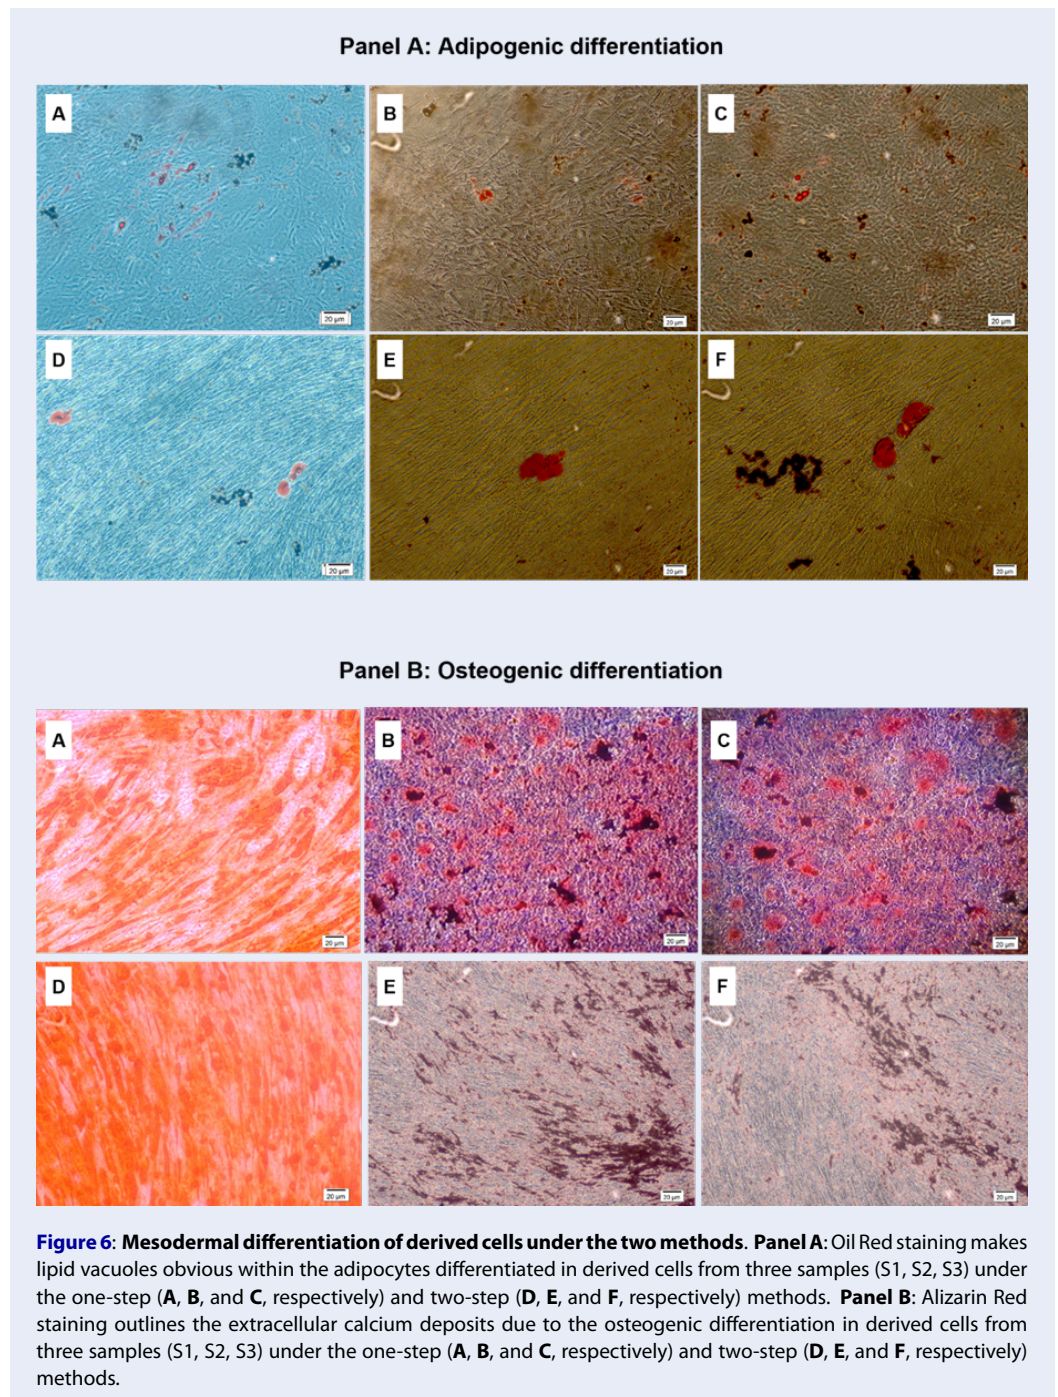 Panel A: Adipogenic differentiation
A
B
C
20 µm
20 µm
20 µm
D
E
F
20 µm
20 µm
20 µm
Panel B: Osteogenic differentiation
A
B
C
20 µm
20 µm
20 µm
D
E
F
20 µm
20 µm
20 µm
Figure 6: Mesodermal differentiation of derived cells under the two methods. Panel A: Oil Red staining makes
lipid vacuoles obvious within the adipocytes differentiated in derived cells from three samples (S1, S2, S3) under
the one-step (A, B, and C, respectively) and two-step (D, E, and F, respectively) methods. Panel B: Alizarin Red
staining outlines the extracellular calcium deposits due to the osteogenic differentiation in derived cells from
three samples (S1, S2, S3) under the one-step (A, B, and C, respectively) and two-step (D, E, and F, respectively)
methods.